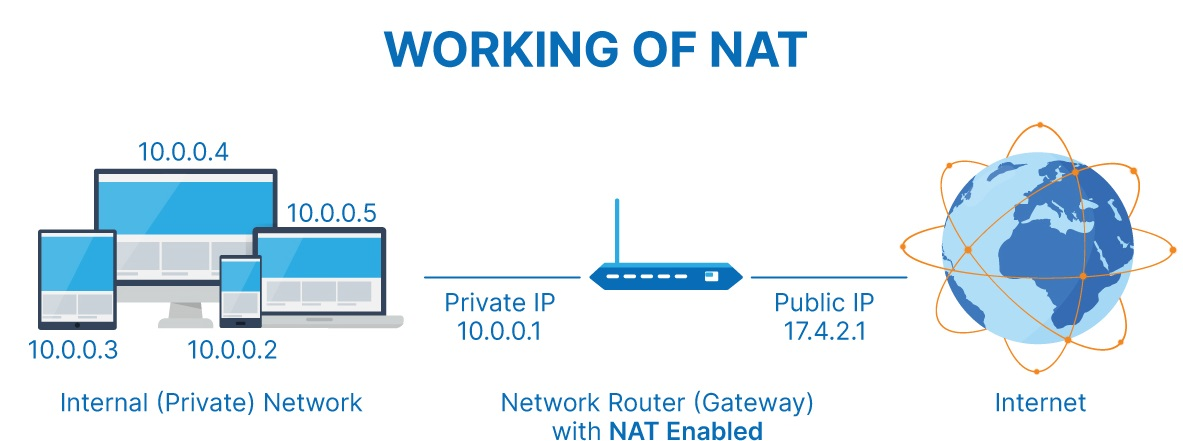 WORKING OF NAT
10.0.0.4
10.0.0.5
10.0.0.3
10.0.0.2
Internal (Private) Network
Private IP
10.0.0.1
Public IP
17.4.2.1
Network Router (Gateway)
with NAT Enabled
Internet